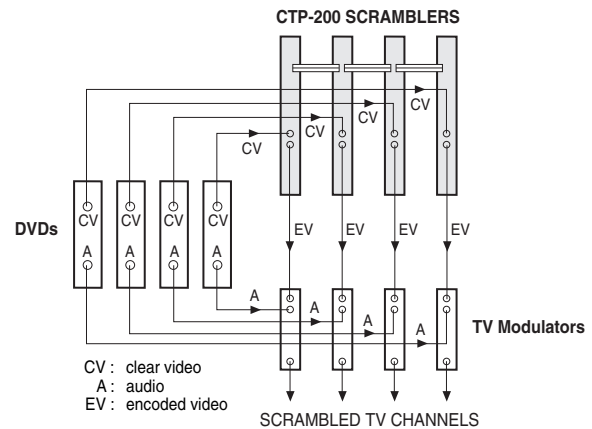 CTP-200 SCRAMBLERS
CV
CV
CV
CV
DVDs
CV CV CV CV
A A A A
EV EV EV EV
A
A
A
A
TV Modulators
CV : clear video
A : audio
EV : encoded video
SCRAMBLED TV CHANNELS